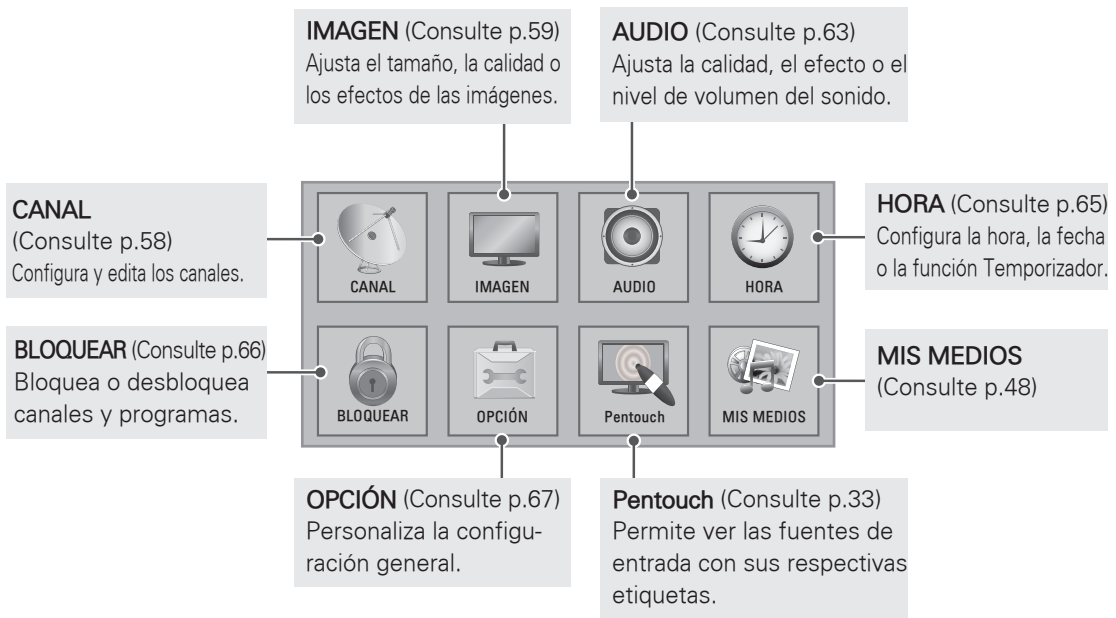 IMAGEN (Consulte p.59)
Ajusta el tamaño, la calidad o
los efectos de las imágenes.
AUDIO (Consulte p.63)
Ajusta la calidad, el efecto o el
nivel de volumen del sonido.
CANAL
(Consulte p.58)
Configura y edita los canales.
HORA (Consulte p.65)
Configura la hora, la fecha
o la función Temporizador.
CANAL
IMAGEN
AUDIO
HORA
BLOQUEAR (Consulte p.66)
Bloquea o desbloquea
canales y programas.
MIS MEDIOS
(Consulte p.48)
BLOQUEAR
OPCIÓN
Pentouch
MIS MEDIOS
OPCIÓN (Consulte p.67)
Personaliza la configu-
ración general.
Pentouch (Consulte p.33)
Permite ver las fuentes de
entrada con sus respectivas
etiquetas.